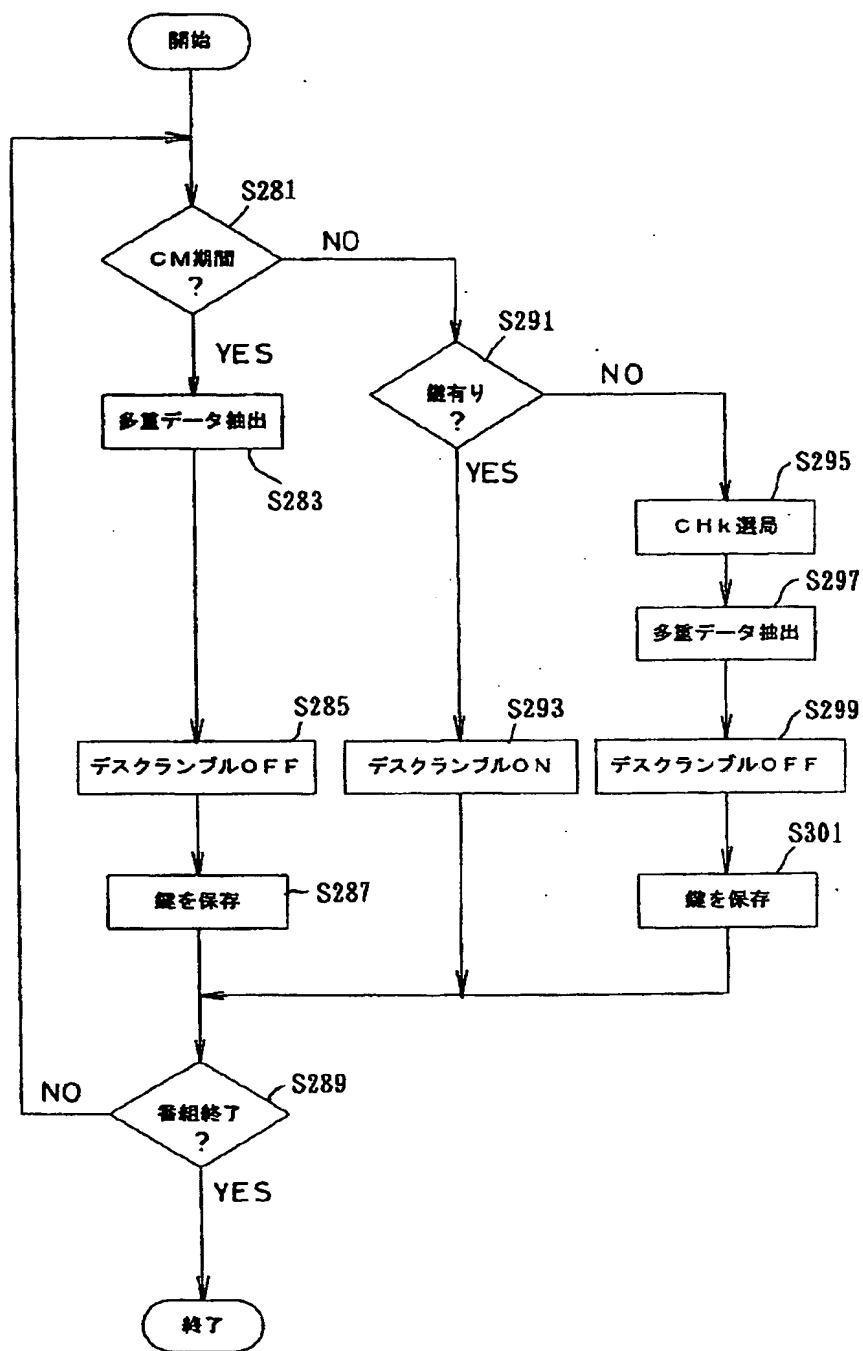 開始
S281
CM期間
?
NO
YES
S291
鍵有り
?
NO
YES
多重データ抽出
S283
S295
CHk選局
S297
多重データ抽出
S285
デスクランブルOFF
S293
デスクランブルON
S299
デスクランブルOFF
S287
鍵を保存
S301
鍵を保存
S289
番組終了
?
NO
YES
終了